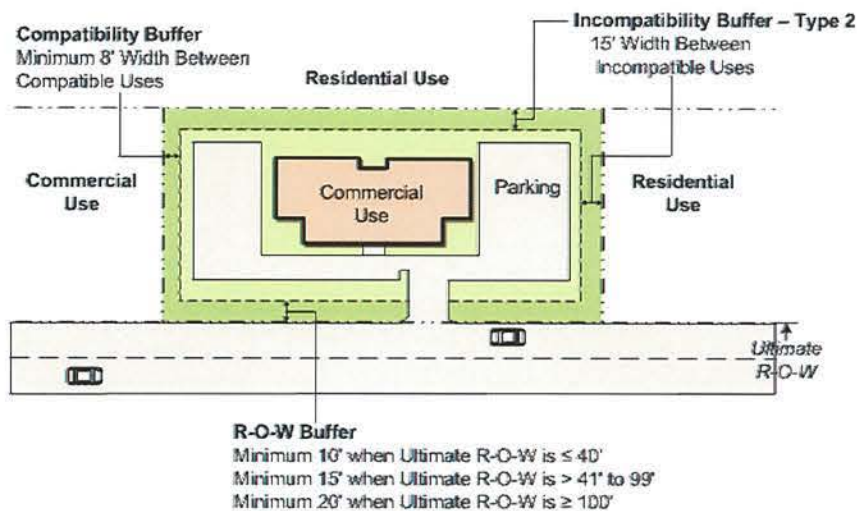 Compatibility Buffer
Minimum 8' Width Between
Compatible Uses
Incompatibility Buffer – Type 2
15' Width Between
Incompatible Uses
Residential Use
Commercial
Use
Commercial
Use
Parking
Residential
Use
Ultimate
R-O-W
R-O-W Buffer
Minimum 10' when Ultimate R-O-W is ≤ 40'
Minimum 15' when Ultimate R-O-W is > 41' to 99'
Minimum 20' when Ultimate R-O-W is ≥ 100'